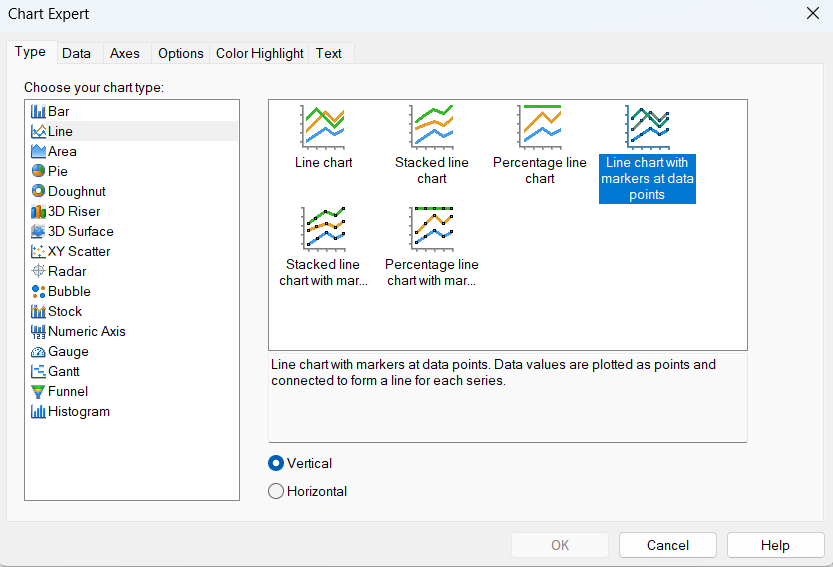 Chart Expert
Type Data Axes Options Color Highlight Text
Choose your chart type:
Bar
Line
Area
Pie
Doughnut
3D Riser
3D Surface
XY Scatter
Radar
Bubble
Stock
Numeric Axis
Gauge
Gantt
Funnel
Histogram
Line chart
Stacked line
chart
Percentage line
chart
Line chart with
markers at data
points
Stacked line
chart with mar...
Percentage line
chart with mar...
Line chart with markers at data points. Data values are plotted as points and
connected to form a line for each series.
Vertical
Horizontal
OK Cancel Help